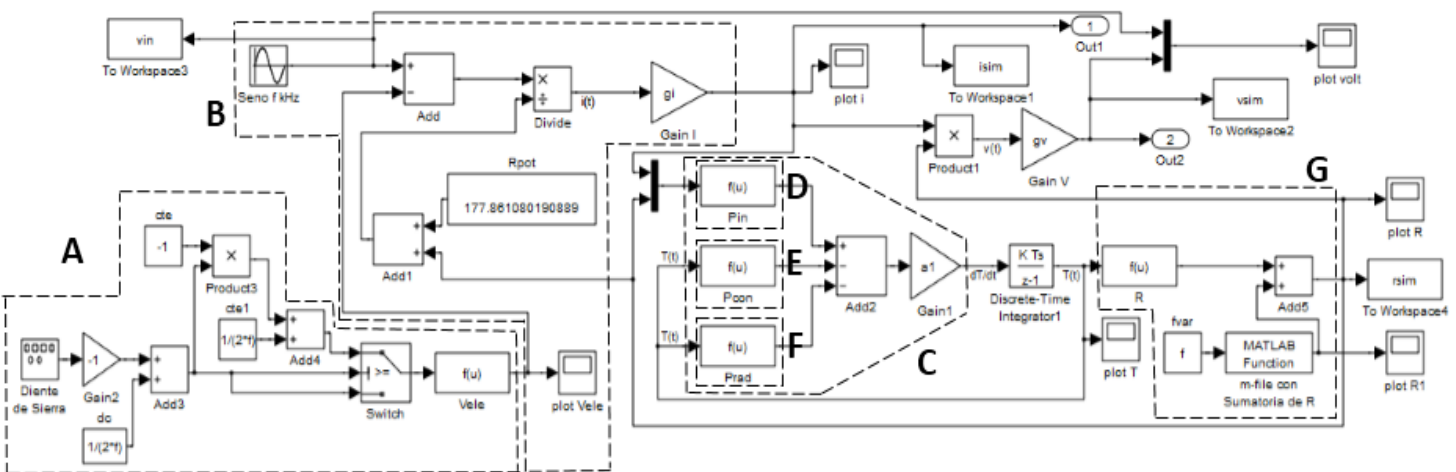 vin
To Workspace3
B
Seno f kHz
+
−
Add
×
÷
Divide
i(t)
gi
Gain I
plot i
isim
To Workspace1
1
Out1
plot volt
vsim
To Workspace2
2
Out2
×
Product1
v(t)
gv
Gain V
Rpot
177.861080190889
+
+
Add1
A
cte
-1
×
Product3
cte1
1/(2*f)
+
+
Add4
Diente
de Sierra
-1
Gain2
dc
1/(2*f)
+
+
Add3
>=
Switch
f(u)
Vele
plot Vele
f(u)
Pin
D
T(t)
f(u)
Pcon
E
T(t)
f(u)
Prad
F
+
−
−
Add2
a1
Gain1
C
dT/dt
K Ts
z-1
Discrete-Time
Integrator1
T(t)
plot T
G
f(u)
R
+
+
Add5
fvar
f
MATLAB
Function
m-file con
Sumatoria de R
plot R
rsim
To Workspace4
plot R1